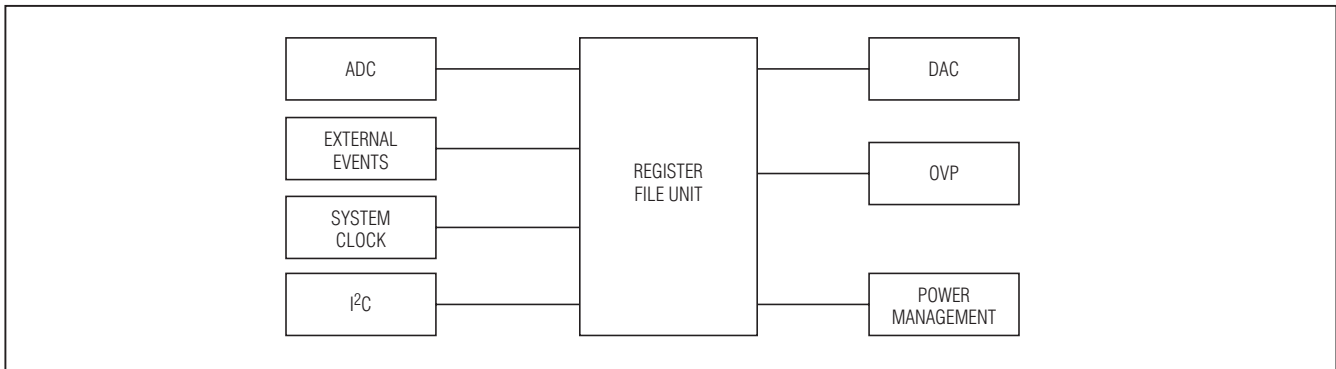 ADC
EXTERNAL
EVENTS
SYSTEM
CLOCK
I²C
REGISTER
FILE UNIT
DAC
OVP
POWER
MANAGEMENT